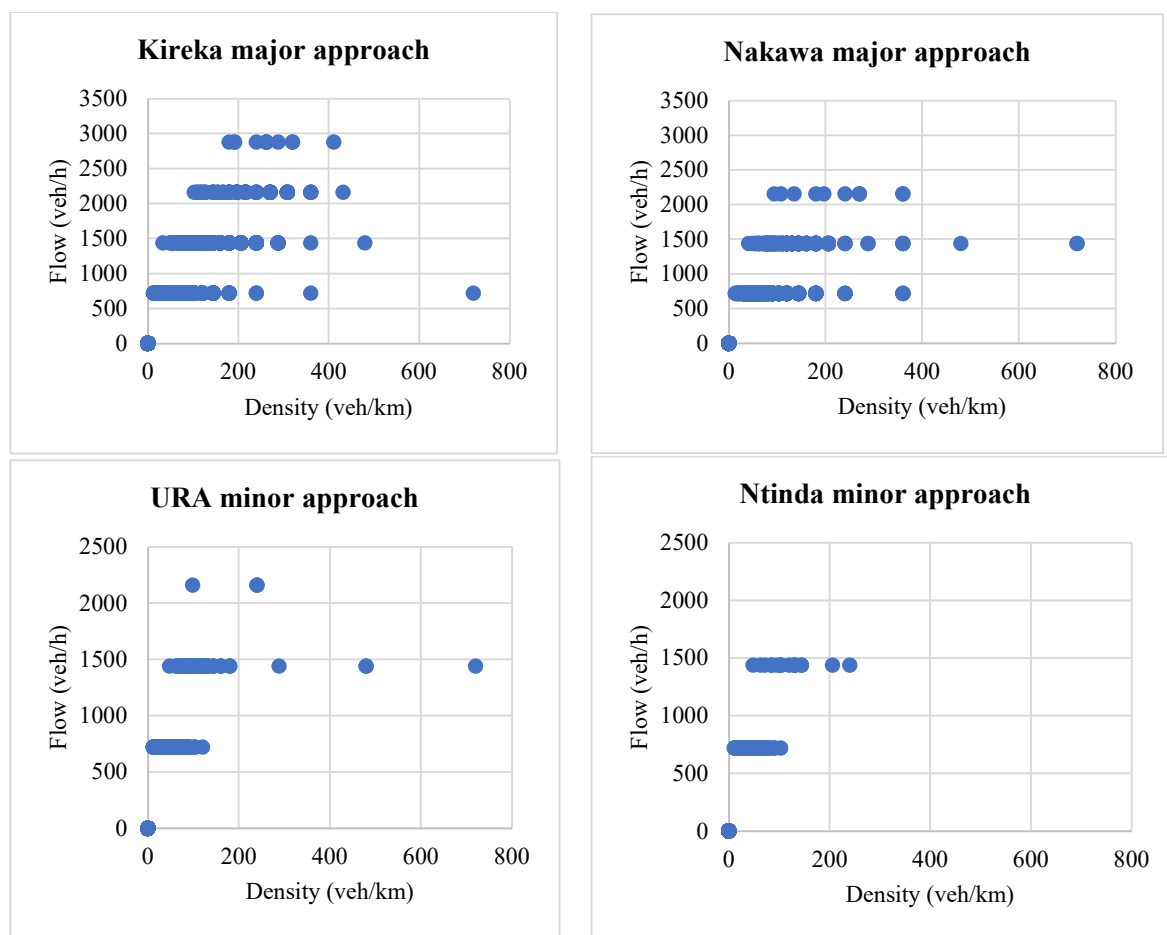 Kireka major approach
3500
3000
2500
2000
1500
1000
500
0
Flow (veh/h)
0 200 400 600 800
Density (veh/km)
Nakawa major approach
3500
3000
2500
2000
1500
1000
500
0
Flow (veh/h)
0 200 400 600 800
Density (veh/km)
URA minor approach
2500
2000
1500
1000
500
0
Flow (veh/h)
0 200 400 600 800
Density (veh/km)
Ntinda minor approach
2500
2000
1500
1000
500
0
Flow (veh/h)
0 200 400 600 800
Density (veh/km)